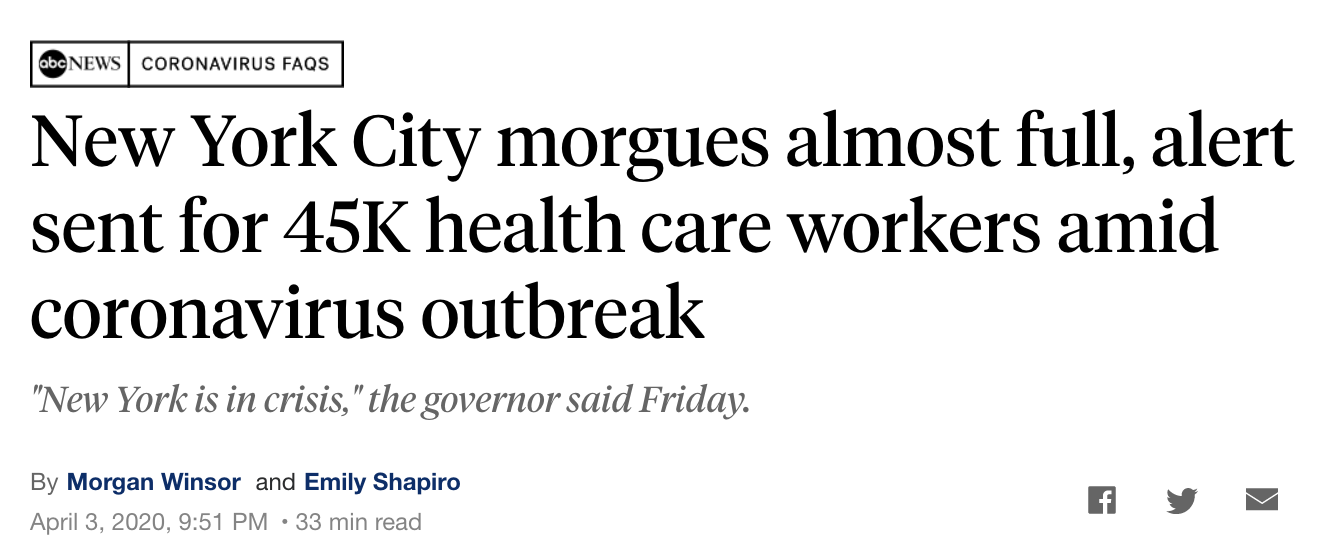 abc NEWS CORONAVIRUS FAQS
New York City morgues almost full, alert
sent for 45K health care workers amid
coronavirus outbreak
"New York is in crisis," the governor said Friday.
By Morgan Winsor and Emily Shapiro
April 3, 2020, 9:51 PM • 33 min read